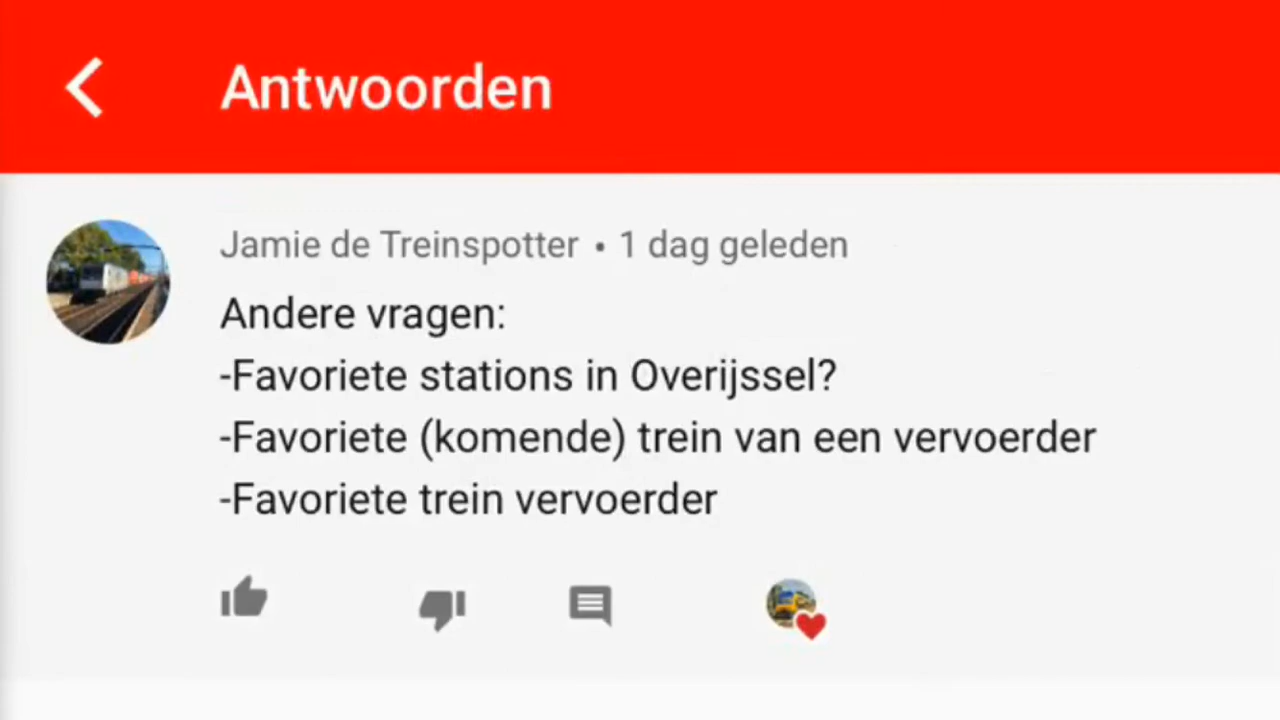 Antwoorden
Jamie de Treinspotter • 1 dag geleden
Andere vragen:
-Favoriete stations in Overijssel?
-Favoriete (komende) trein van een vervoerder
-Favoriete trein vervoerder